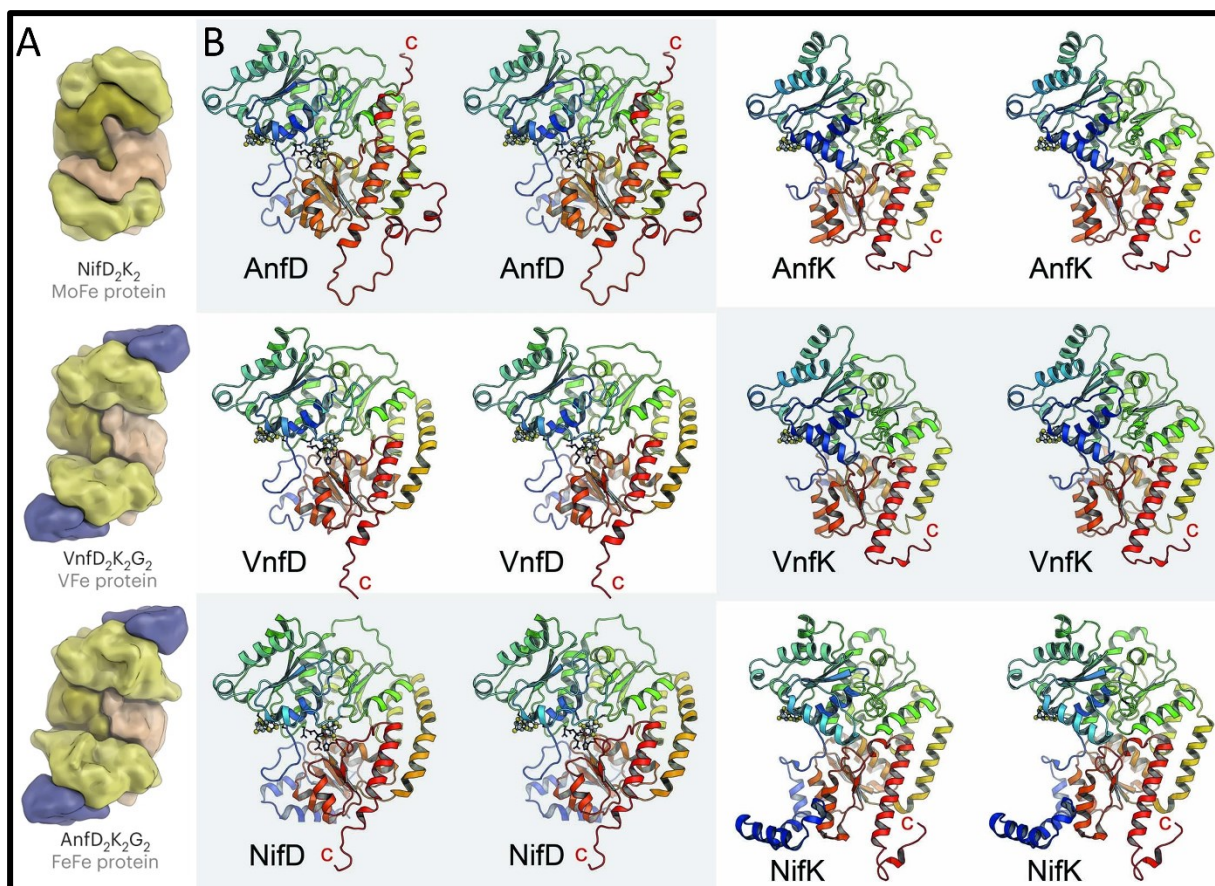 A
B
NifD₂K₂
MoFe protein
VnfD₂K₂G₂
VFe protein
AnfD₂K₂G₂
FeFe protein
C
C
AnfD
AnfD
C
C
AnfK
AnfK
VnfD
C
VnfD
C
C
C
VnfK
VnfK
C
NifD
C
NifD
C
C
NifK
NifK